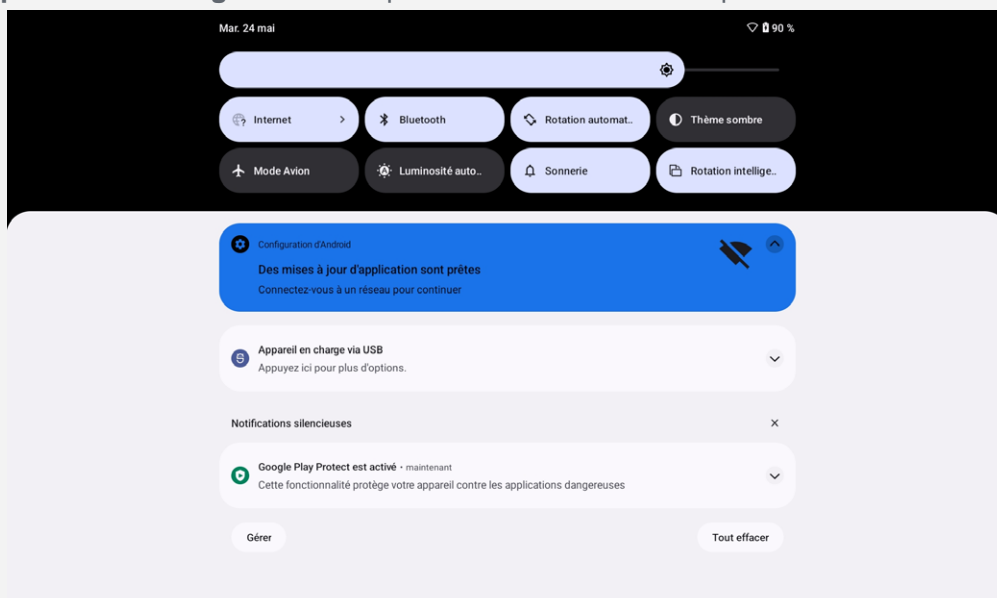 Mar. 24 mai
90 %
Internet
Bluetooth
Rotation automat..
Thème sombre
Mode Avion
Luminosité auto..
Sonnerie
Rotation intellige..
Configuration d'Android
Des mises à jour d'application sont prêtes
Connectez-vous à un réseau pour continuer
Appareil en charge via USB
Appuyez ici pour plus d'options.
Notifications silencieuses
Google Play Protect est activé • maintenant
Cette fonctionnalité protège votre appareil contre les applications dangereuses
Gérer
Tout effacer